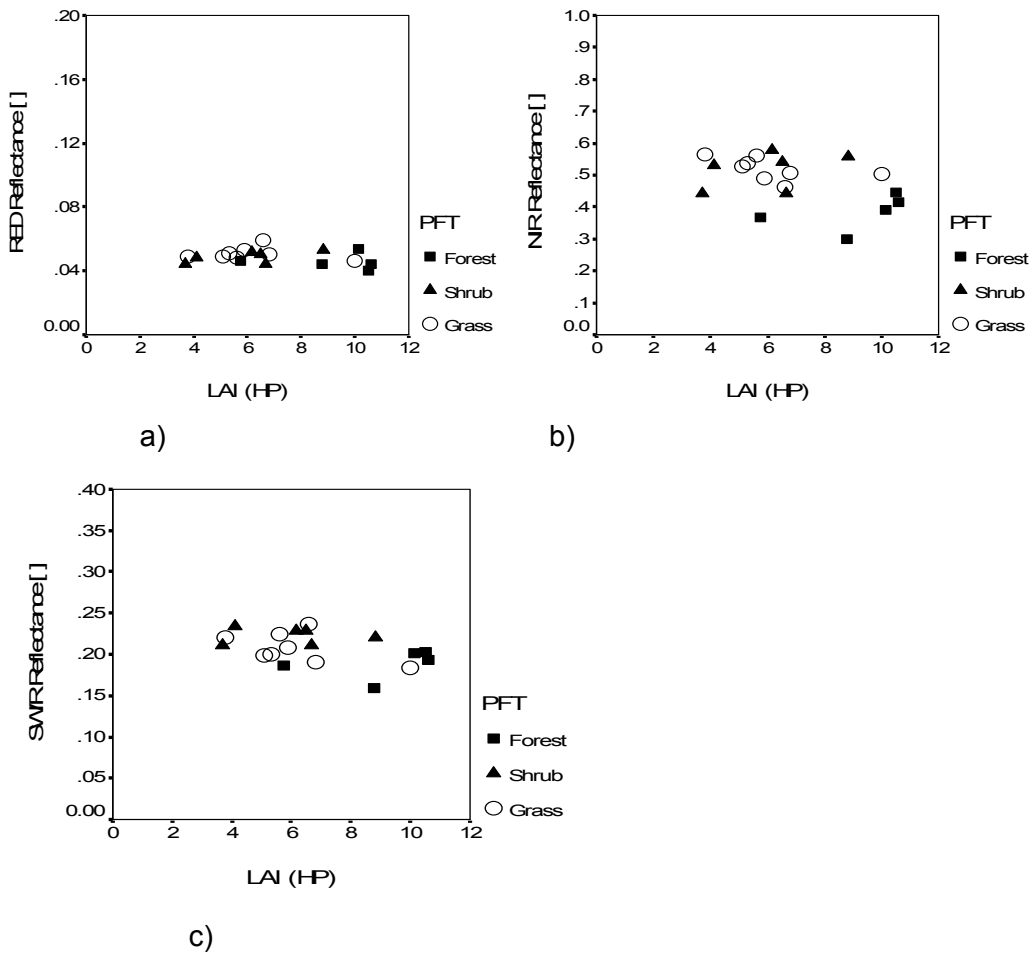 .20
.16
.12
.08
.04
0.00
RED Reflectance [ ]
0 2 4 6 8 10 12
LAI (HP)
PFT
Forest
Shrub
Grass
a)
1.0
.9
.8
.7
.6
.5
.4
.3
.2
.1
0.0
NIR Reflectance [ ]
0 2 4 6 8 10 12
LAI (HP)
PFT
Forest
Shrub
Grass
b)
.40
.35
.30
.25
.20
.15
.10
.05
0.00
SWIR Reflectance [ ]
0 2 4 6 8 10 12
LAI (HP)
PFT
Forest
Shrub
Grass
c)